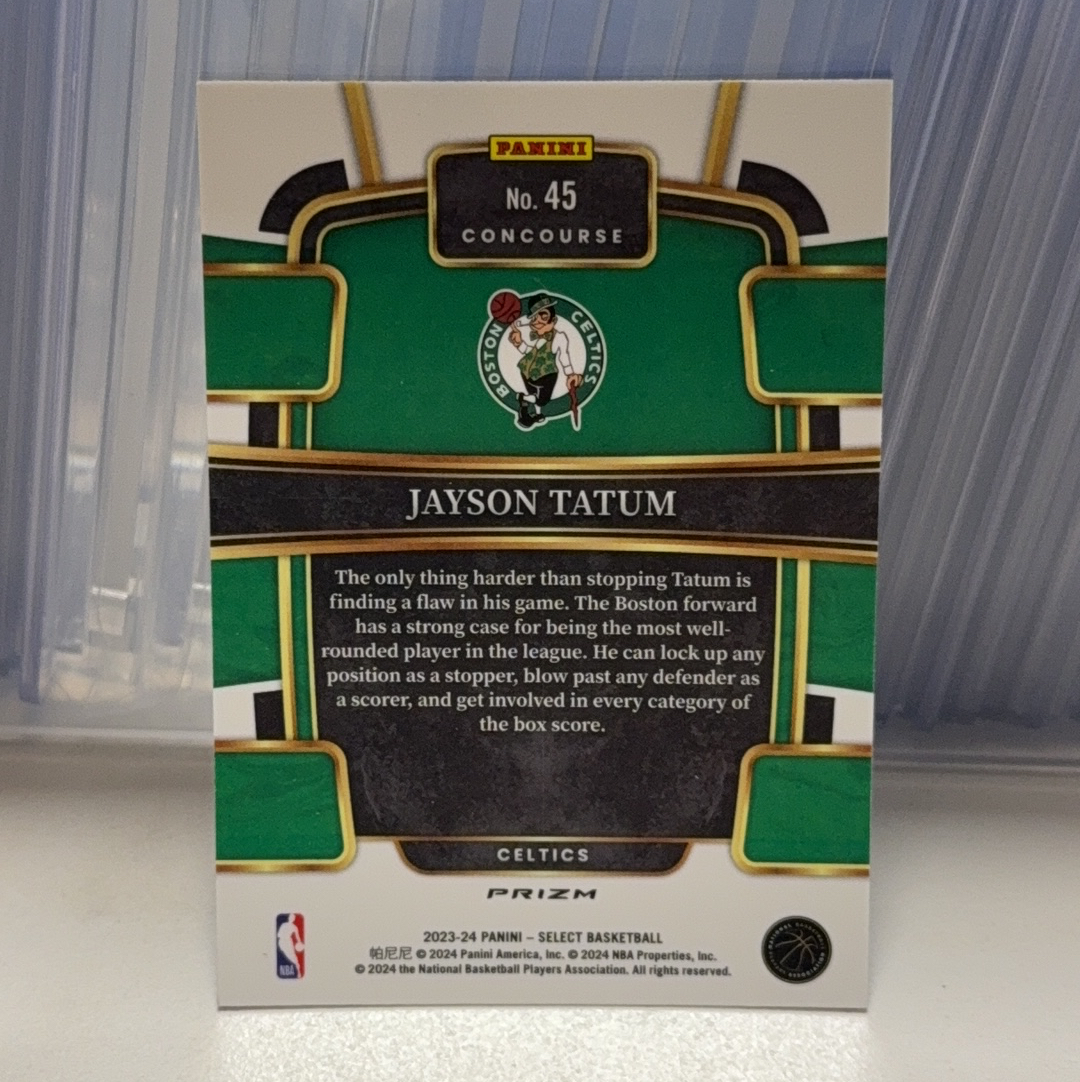 PANINI
No. 45
CONCOURSE
BOSTON CELTICS
JAYSON TATUM
The only thing harder than stopping Tatum is
finding a flaw in his game. The Boston forward
has a strong case for being the most well-
rounded player in the league. He can lock up any
position as a stopper, blow past any defender as
a scorer, and get involved in every category of
the box score.
CELTICS
PRIZM
2023-24 PANINI – SELECT BASKETBALL
帕尼尼 © 2024 Panini America, Inc. © 2024 NBA Properties, Inc.
© 2024 the National Basketball Players Association. All rights reserved.
NBA